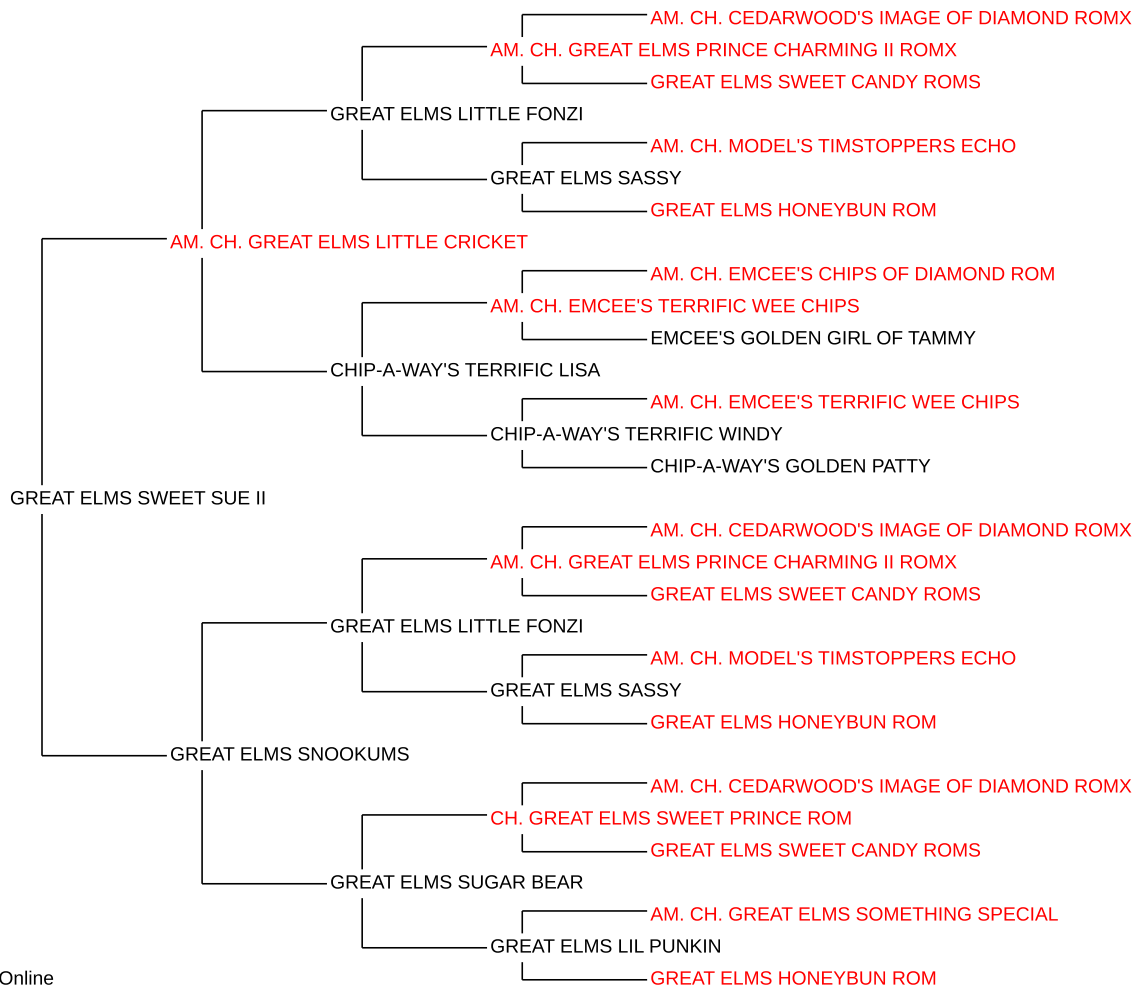 AM. CH. CEDARWOOD'S IMAGE OF DIAMOND ROMX
AM. CH. GREAT ELMS PRINCE CHARMING II ROMX
GREAT ELMS SWEET CANDY ROMS
GREAT ELMS LITTLE FONZI
AM. CH. MODEL'S TIMSTOPPERS ECHO
GREAT ELMS SASSY
GREAT ELMS HONEYBUN ROM
AM. CH. GREAT ELMS LITTLE CRICKET
AM. CH. EMCEE'S CHIPS OF DIAMOND ROM
AM. CH. EMCEE'S TERRIFIC WEE CHIPS
EMCEE'S GOLDEN GIRL OF TAMMY
CHIP-A-WAY'S TERRIFIC LISA
AM. CH. EMCEE'S TERRIFIC WEE CHIPS
CHIP-A-WAY'S TERRIFIC WINDY
CHIP-A-WAY'S GOLDEN PATTY
GREAT ELMS SWEET SUE II
AM. CH. CEDARWOOD'S IMAGE OF DIAMOND ROMX
AM. CH. GREAT ELMS PRINCE CHARMING II ROMX
GREAT ELMS SWEET CANDY ROMS
GREAT ELMS LITTLE FONZI
AM. CH. MODEL'S TIMSTOPPERS ECHO
GREAT ELMS SASSY
GREAT ELMS HONEYBUN ROM
GREAT ELMS SNOOKUMS
AM. CH. CEDARWOOD'S IMAGE OF DIAMOND ROMX
CH. GREAT ELMS SWEET PRINCE ROM
GREAT ELMS SWEET CANDY ROMS
GREAT ELMS SUGAR BEAR
AM. CH. GREAT ELMS SOMETHING SPECIAL
GREAT ELMS LIL PUNKIN
GREAT ELMS HONEYBUN ROM
Online